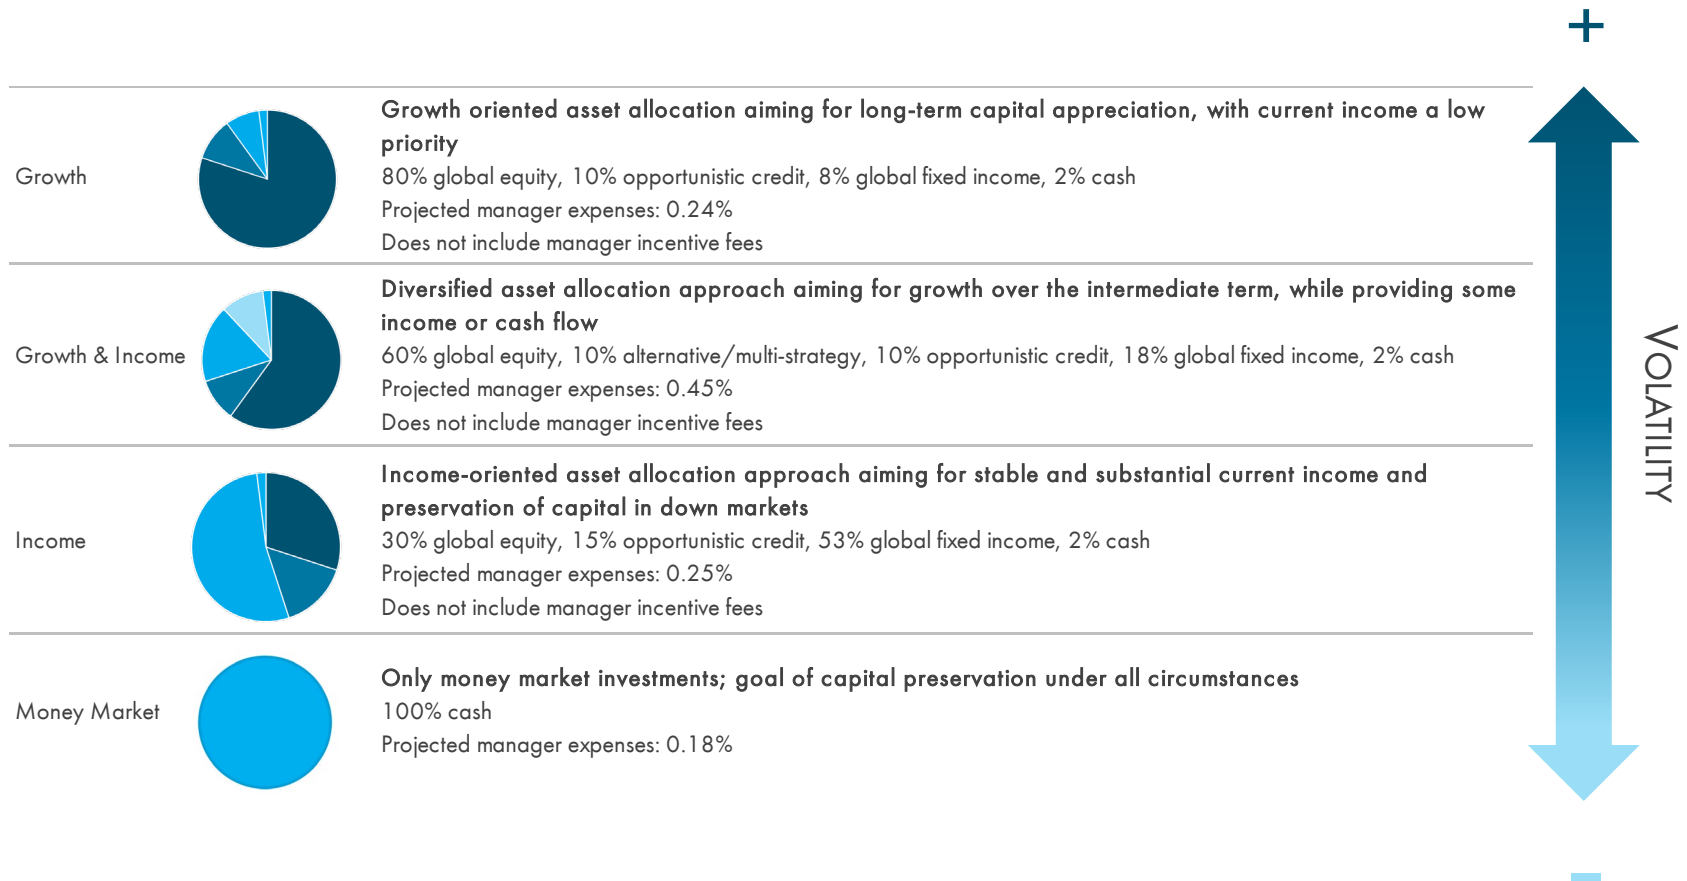 +
Growth oriented asset allocation aiming for long-term capital appreciation, with current income a low
priority
Growth
80% global equity, 10% opportunistic credit, 8% global fixed income, 2% cash
Projected manager expenses: 0.24%
Does not include manager incentive fees
Diversified asset allocation approach aiming for growth over the intermediate term, while providing some
income or cash flow
Growth & Income
60% global equity, 10% alternative/multi-strategy, 10% opportunistic credit, 18% global fixed income, 2% cash
Projected manager expenses: 0.45%
Does not include manager incentive fees
Income-oriented asset allocation approach aiming for stable and substantial current income and
preservation of capital in down markets
Income
30% global equity, 15% opportunistic credit, 53% global fixed income, 2% cash
Projected manager expenses: 0.25%
Does not include manager incentive fees
Only money market investments; goal of capital preservation under all circumstances
Money Market
100% cash
Projected manager expenses: 0.18%
VOLATILITY
-